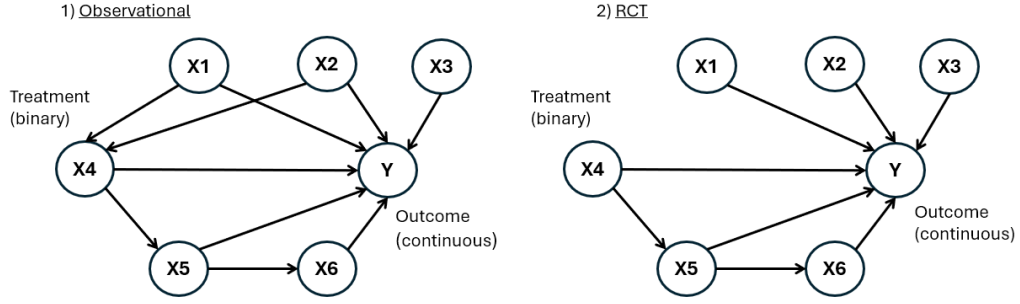 1) Observational
2) RCT
X1
X2
X3
Treatment
(binary)
X4
Y
Outcome
(continuous)
X5
X6
X1
X2
X3
Treatment
(binary)
X4
Y
Outcome
(continuous)
X5
X6